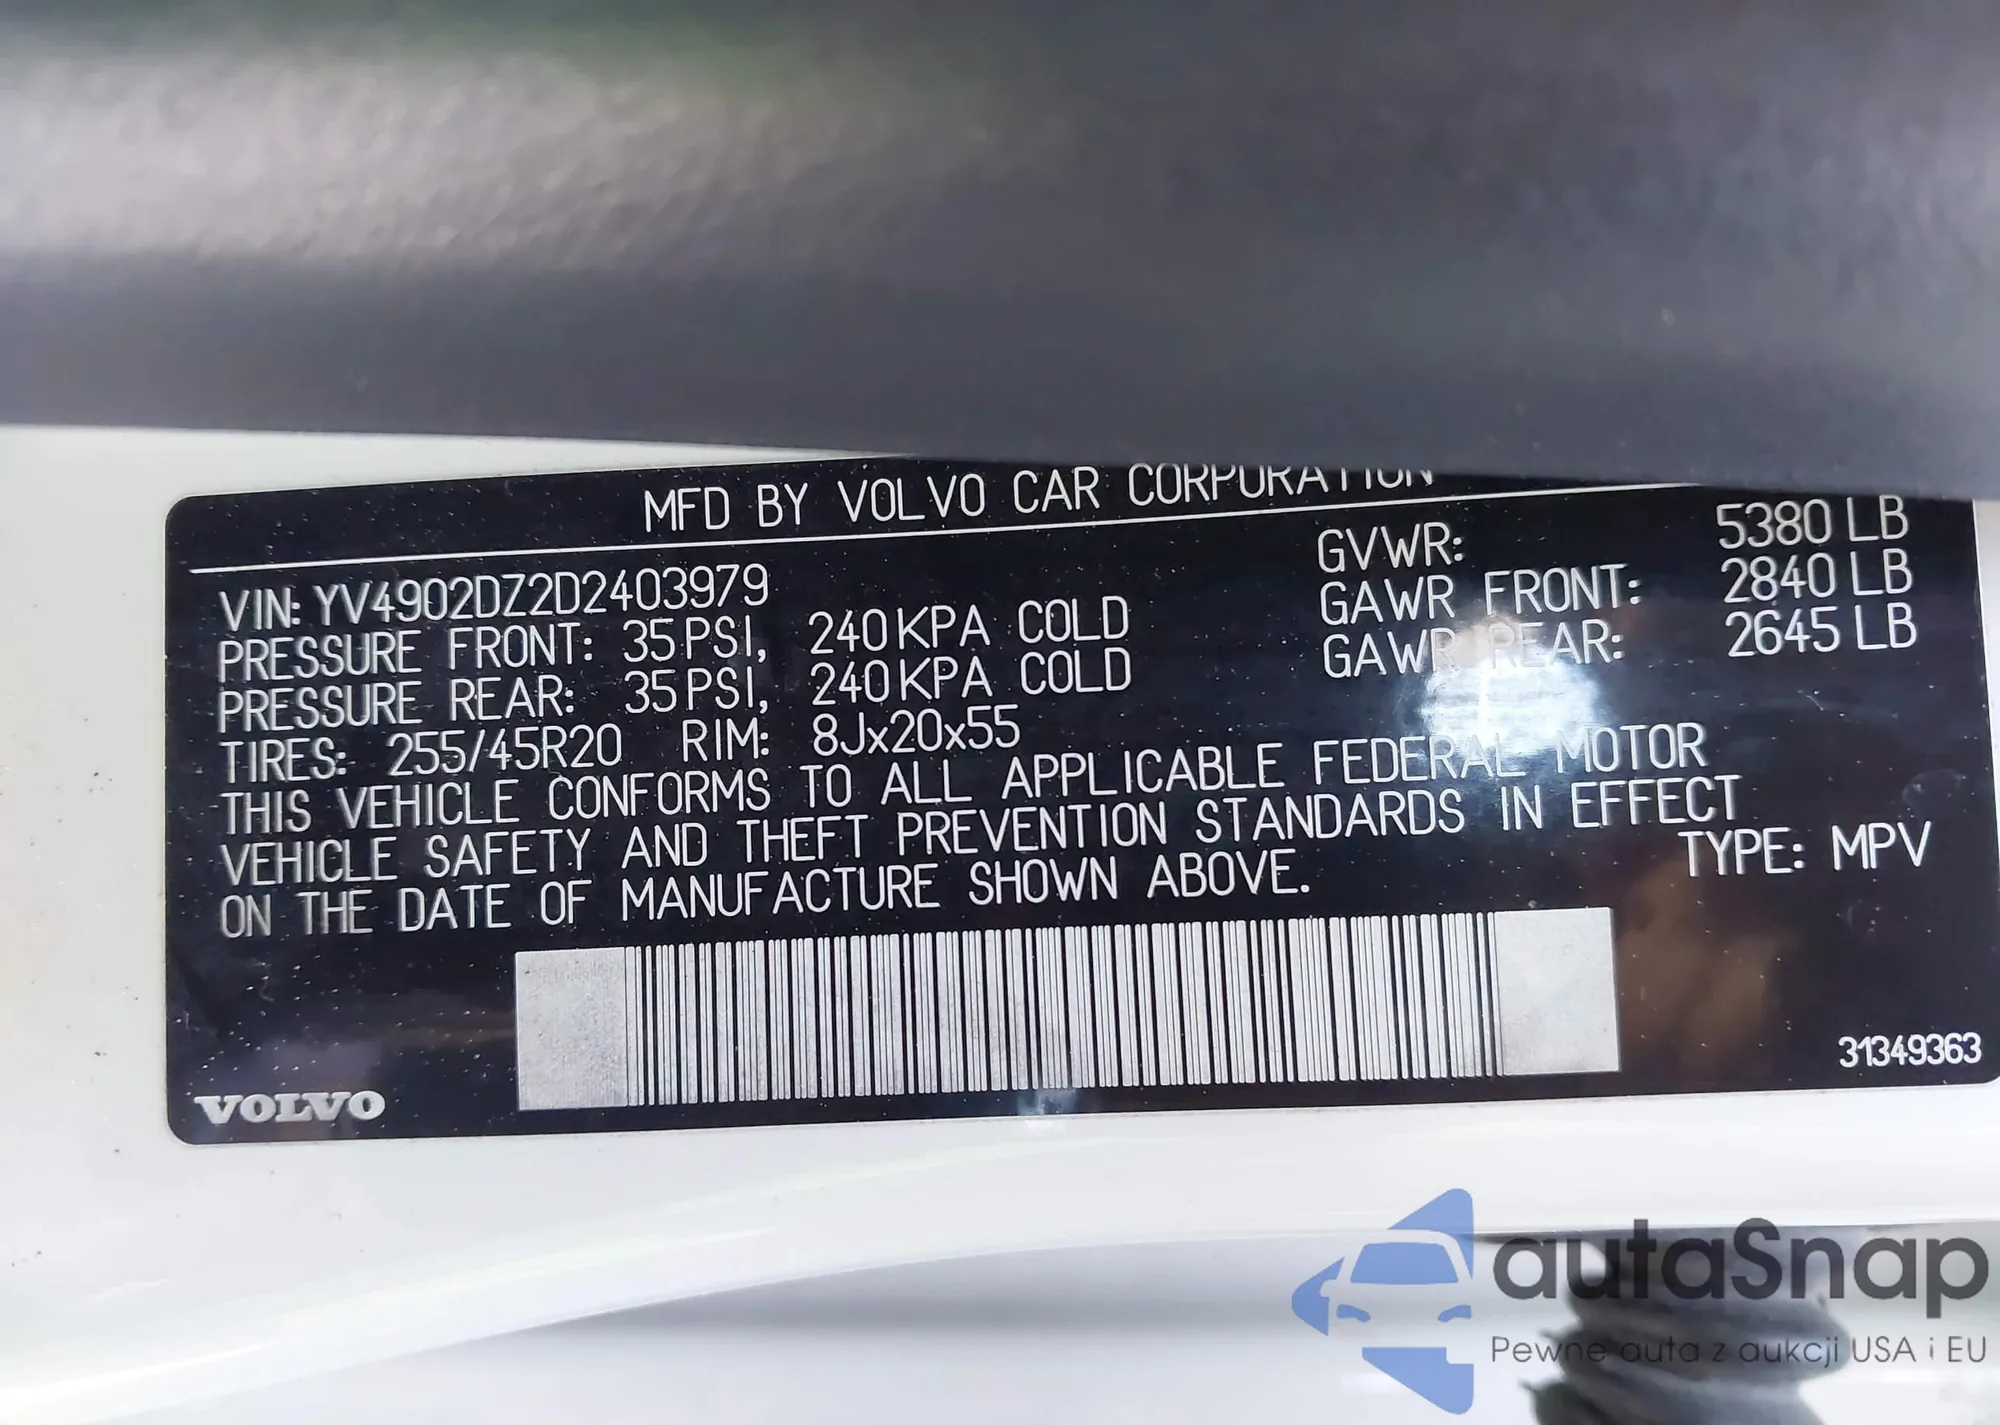 MFD BY VOLVO CAR CORPORATION
VIN: YV4902DZ2D2403979
PRESSURE FRONT: 35 PSI, 240 KPA COLD
PRESSURE REAR: 35 PSI, 240 KPA COLD
TIRES: 255/45R20 RIM: 8Jx20x55
GVWR: 5380 LB
GAWR FRONT: 2840 LB
GAWR REAR: 2645 LB
THIS VEHICLE CONFORMS TO ALL APPLICABLE FEDERAL MOTOR
VEHICLE SAFETY AND THEFT PREVENTION STANDARDS IN EFFECT
ON THE DATE OF MANUFACTURE SHOWN ABOVE.
TYPE: MPV
31349363
VOLVO
autaSnap
Pewne auta z aukcji USA i EU